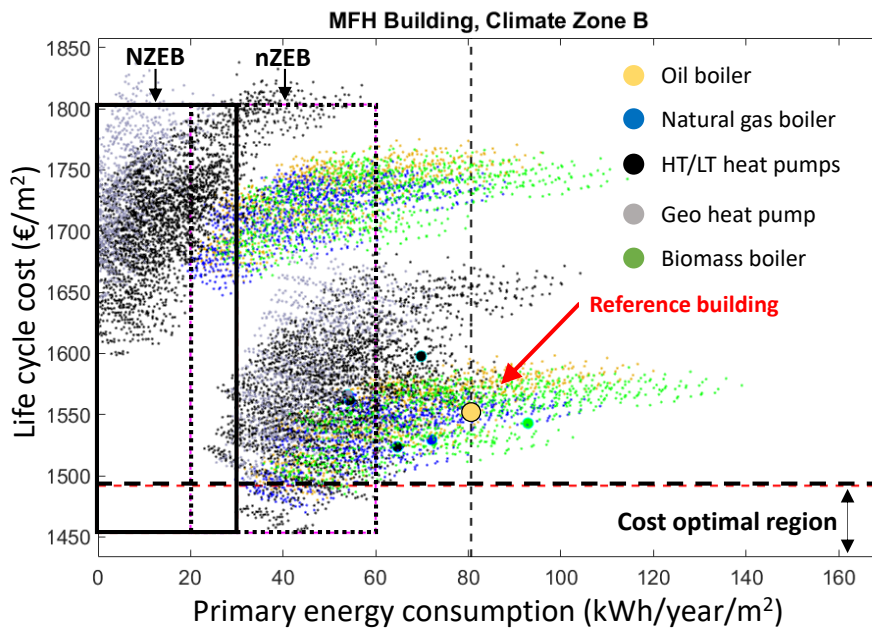 MFH Building, Climate Zone B
NZEB
nZEB
Oil boiler
Natural gas boiler
HT/LT heat pumps
Geo heat pump
Biomass boiler
Reference building
Cost optimal region
Life cycle cost (€/m²)
1850
1800
1750
1700
1650
1600
1550
1500
1450
0
20
40
60
80
100
120
140
160
Primary energy consumption (kWh/year/m²)